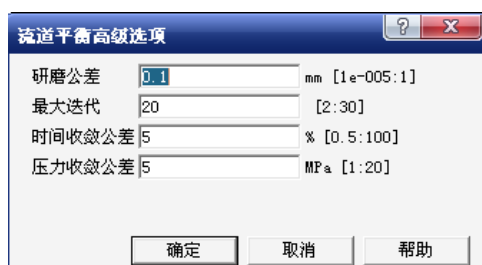 流道平衡高级选项 ? X
研磨公差 0.1 mm [1e-005:1]
最大迭代 20 [2:30]
时间收敛公差 5 % [0.5:100]
压力收敛公差 5 MPa [1:20]
确定 取消 帮助